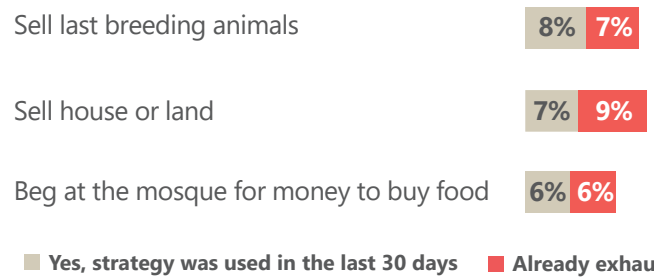 Sell last breeding animals 8% 7%
Sell house or land 7% 9%
Beg at the mosque for money to buy food 6% 6%
Yes, strategy was used in the last 30 days Already